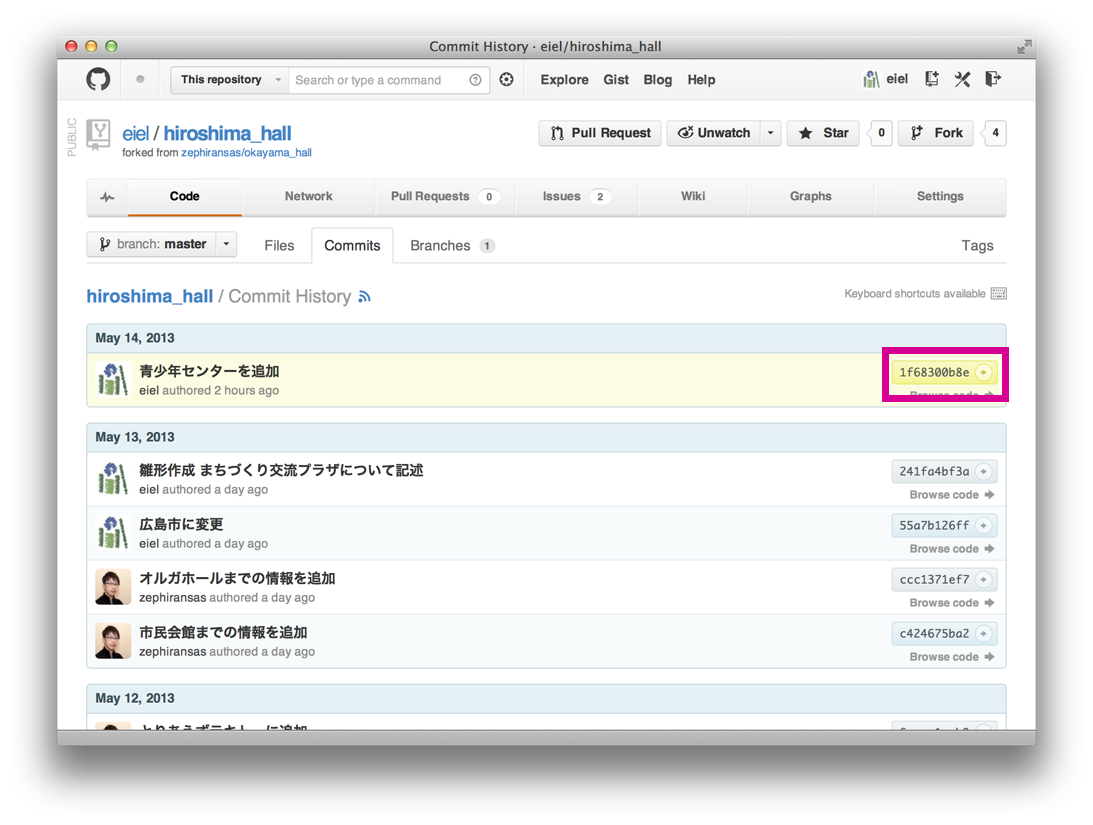 Commit History · eiel/hiroshima_hall
This repository Search or type a command Explore Gist Blog Help eiel
PUBLIC
eiel / hiroshima_hall Pull Request Unwatch Star 0 Fork 4
forked from zephiransas/okayama_hall
Code Network Pull Requests 0 Issues 2 Wiki Graphs Settings
branch: master Files Commits Branches 1 Tags
hiroshima_hall / Commit History Keyboard shortcuts available
May 14, 2013
青少年センターを追加 1f68300b8e
eiel authored 2 hours ago Browse code
May 13, 2013
雛形作成 まちづくり交流プラザについて記述 241fa4bf3a
eiel authored a day ago Browse code
広島市に変更 55a7b126ff
eiel authored a day ago Browse code
オルガホールまでの情報を追加 ccc1371ef7
zephiransas authored a day ago Browse code
市民会館までの情報を追加 c424675ba2
zephiransas authored a day ago Browse code
May 12, 2013